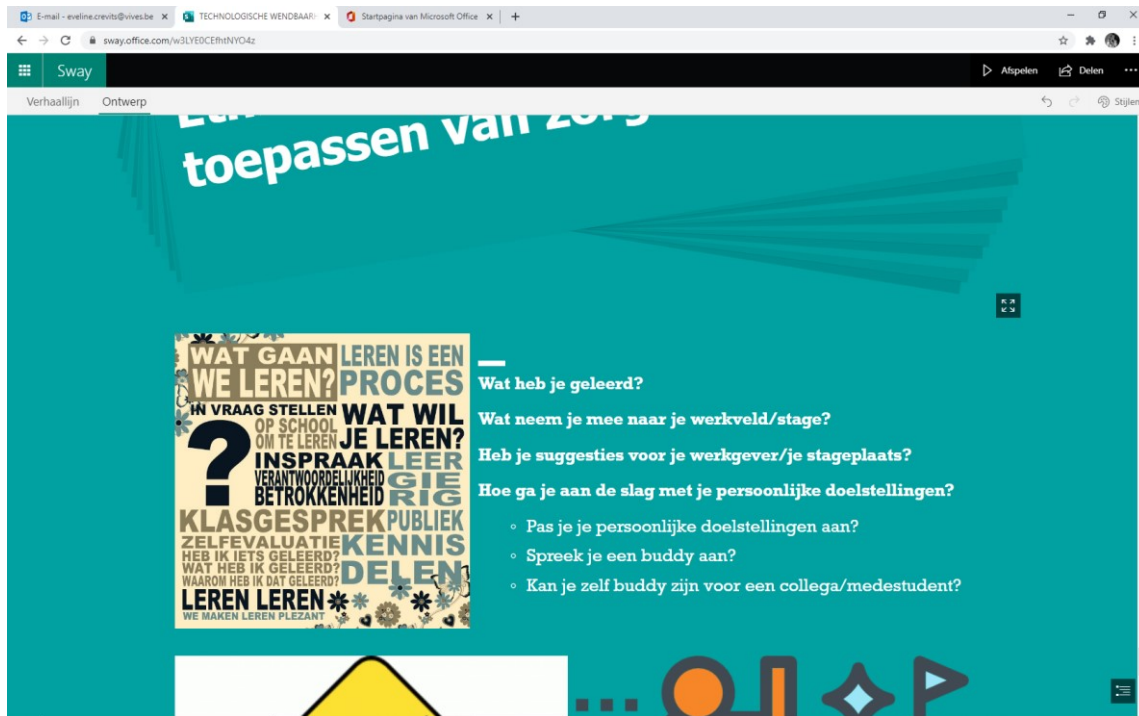 E-mail - eveline.crevits@vives.be
TECHNOLOGISCHE WENDBAAR
Startpagina van Microsoft Office
sway.office.com/w3LYE0CEfhtNYO4z
Sway
Afspelen
Delen
Verhaallijn
Ontwerp
Stijlen
toepassen van zorg
WAT GAAN
WE LEREN?
LEREN IS EEN
PROCES
IN VRAAG STELLEN
?
OP SCHOOL
OM TE LEREN
WAT WIL
JE LEREN?
INSPRAAK
VERANTWOORDELIJKHEID
BETROKKENHEID
LEER
GIE
RIG
KLASGESPREK
ZELFEVALUATIE
HEB IK IETS GELEERD?
WAT HEB IK GELEERD?
WAAROM HEB IK DAT GELEERD?
PUBLIEK
KENNIS
DELEN
LEREN LEREN
WE MAKEN LEREN PLEZANT
Wat heb je geleerd?
Wat neem je mee naar je werkveld/stage?
Heb je suggesties voor je werkgever/je stageplaats?
Hoe ga je aan de slag met je persoonlijke doelstellingen?
◦ Pas je je persoonlijke doelstellingen aan?
◦ Spreek je een buddy aan?
◦ Kan je zelf buddy zijn voor een collega/medestudent?